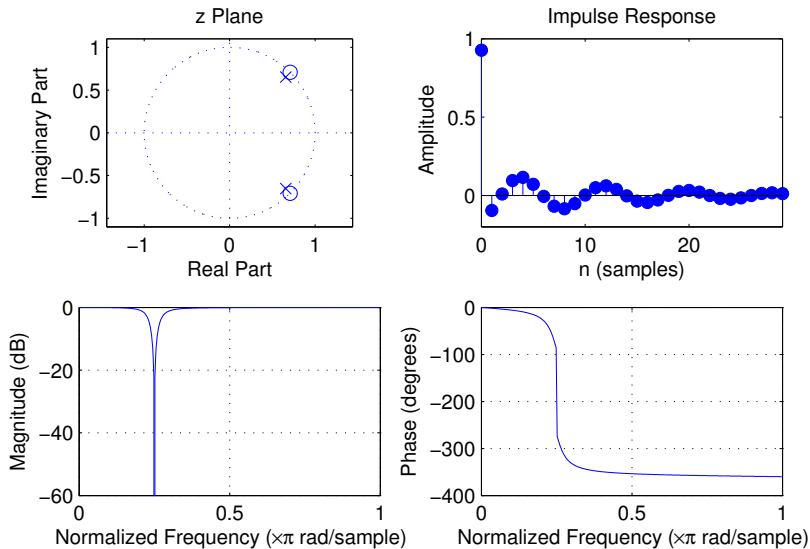 z Plane
1
0.5
0
−0.5
−1
−1
0
1
Imaginary Part
Real Part
Impulse Response
1
0.5
0
0
10
20
Amplitude
n (samples)
0
−20
−40
−60
0
0.5
1
Magnitude (dB)
Normalized Frequency (×π rad/sample)
0
−100
−200
−300
−400
0
0.5
1
Phase (degrees)
Normalized Frequency (×π rad/sample)